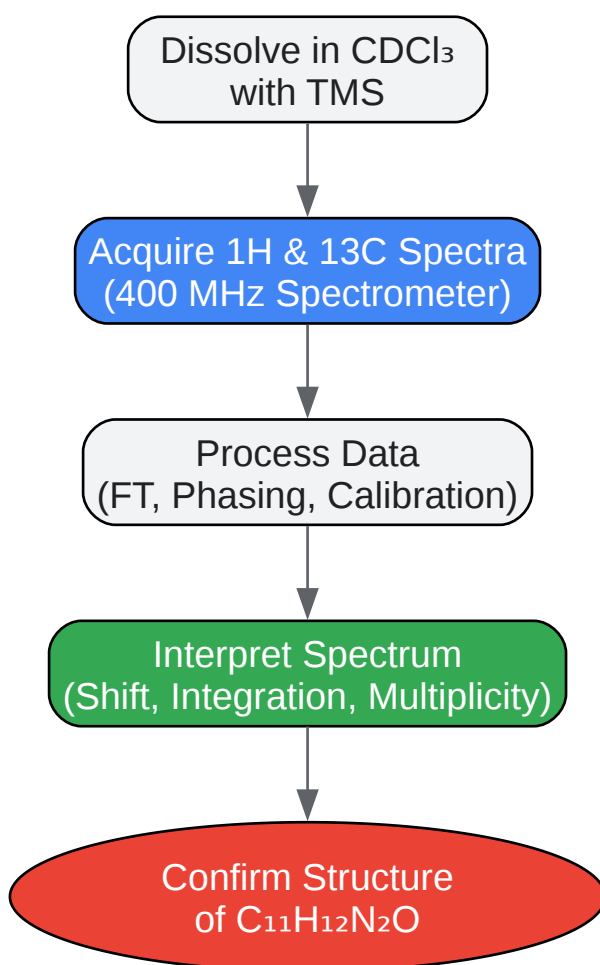 Dissolve in CDCl₃
with TMS
Acquire 1H & 13C Spectra
(400 MHz Spectrometer)
Process Data
(FT, Phasing, Calibration)
Interpret Spectrum
(Shift, Integration, Multiplicity)
Confirm Structure
of C₁₁H₁₂N₂O